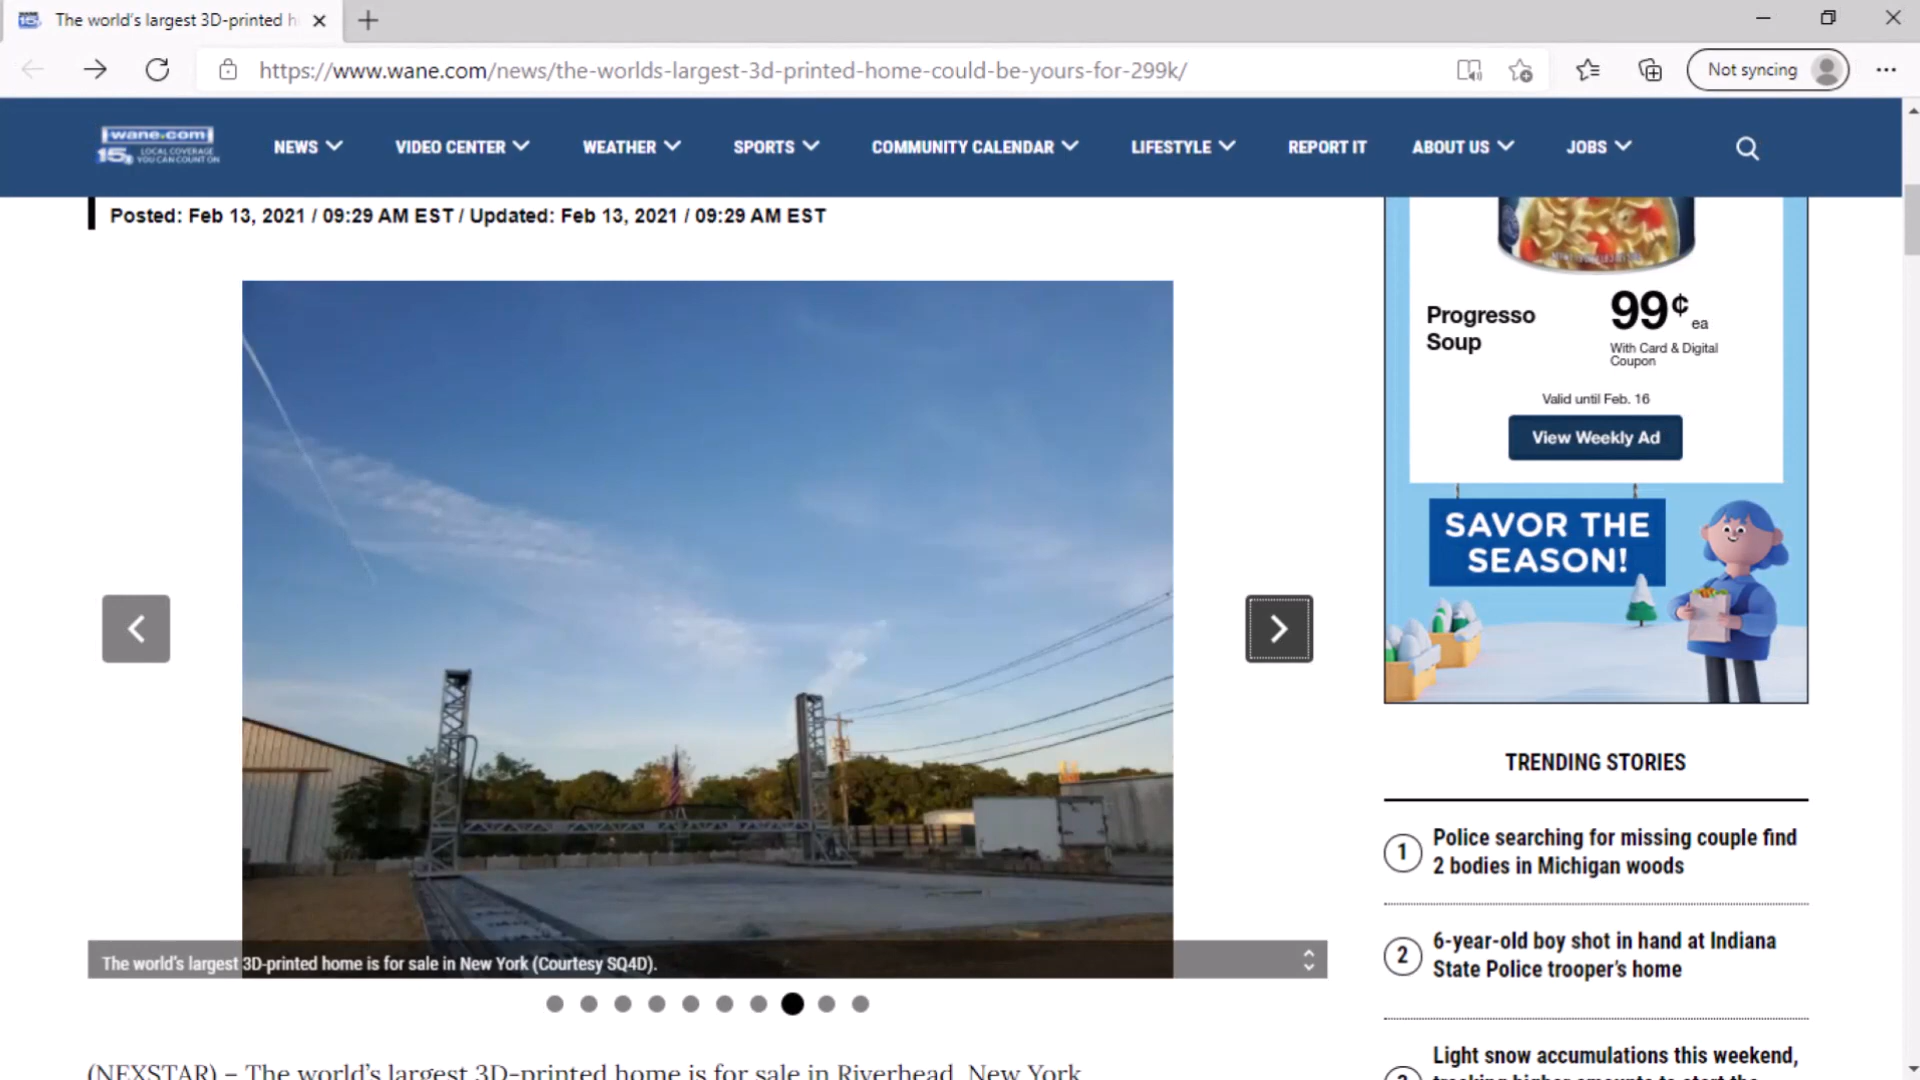 The world's largest 3D-printed h
https://www.wane.com/news/the-worlds-largest-3d-printed-home-could-be-yours-for-299k/
Not syncing
wane.com
15
LOCAL COVERAGE
YOU CAN COUNT ON
NEWS
VIDEO CENTER
WEATHER
SPORTS
COMMUNITY CALENDAR
LIFESTYLE
REPORT IT
ABOUT US
JOBS
Posted: Feb 13, 2021 / 09:29 AM EST / Updated: Feb 13, 2021 / 09:29 AM EST
The world's largest 3D-printed home is for sale in New York (Courtesy SQ4D).
(NEXSTAR) – The world's largest 3D-printed home is for sale in Riverhead, New York
Progresso
Soup
99¢
ea
With Card & Digital
Coupon
Valid until Feb. 16
View Weekly Ad
SAVOR THE
SEASON!
TRENDING STORIES
1
Police searching for missing couple find
2 bodies in Michigan woods
2
6-year-old boy shot in hand at Indiana
State Police trooper's home
Light snow accumulations this weekend,